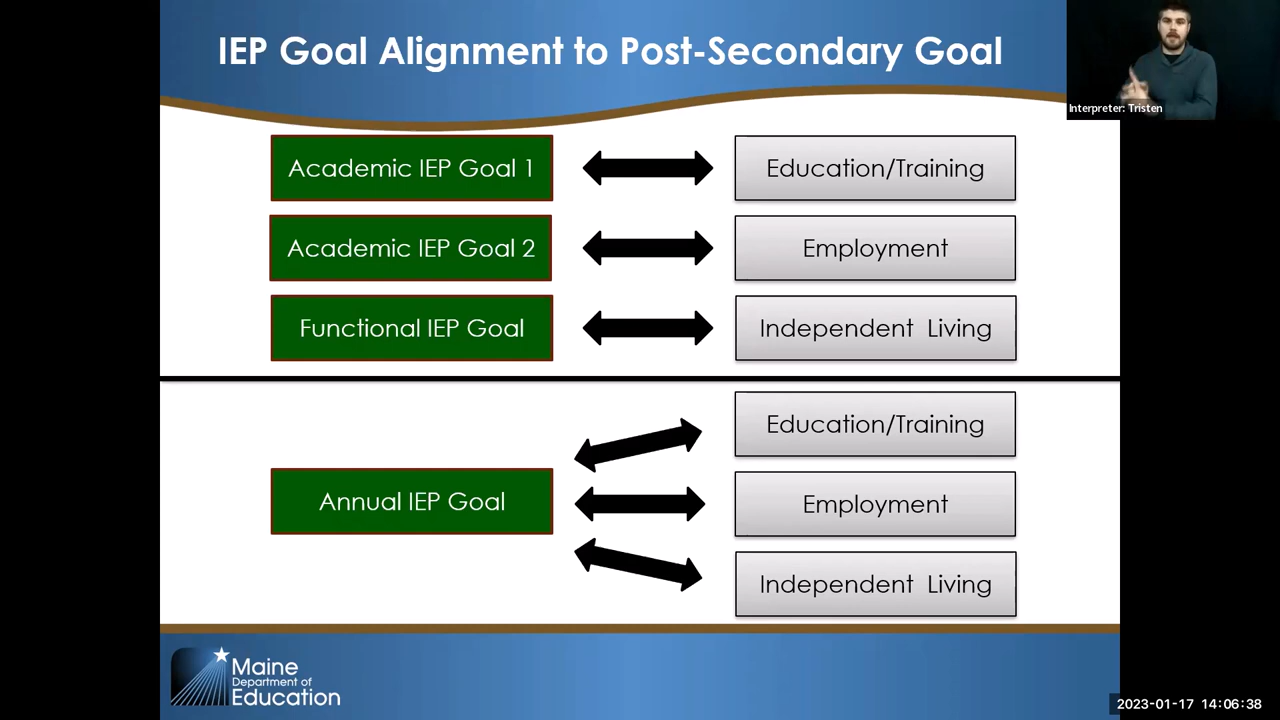 IEP Goal Alignment to Post-Secondary Goal
Interpreter: Tristen
Academic IEP Goal 1
Education/Training
Academic IEP Goal 2
Employment
Functional IEP Goal
Independent Living
Education/Training
Annual IEP Goal
Employment
Independent Living
Maine
Department of
Education
2023-01-17 14:06:38